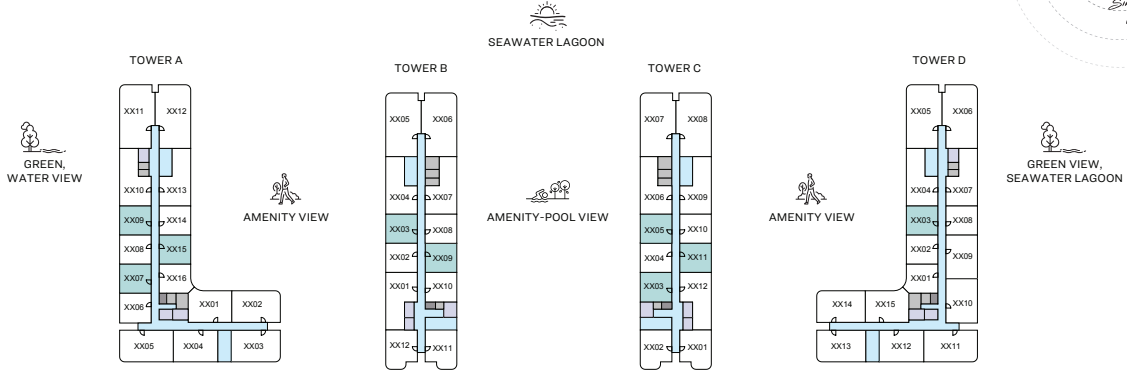 SEAWATER LAGOON
TOWER A
TOWER B
TOWER C
TOWER D
GREEN,
WATER VIEW
AMENITY VIEW
AMENITY-POOL VIEW
AMENITY VIEW
GREEN VIEW,
SEAWATER LAGOON
XX11 XX12
XX10 XX13
XX09 XX14
XX08 XX15
XX07 XX16
XX06 XX01 XX02
XX05 XX04 XX03
XX05 XX06
XX04 XX07
XX03 XX08
XX02 XX09
XX01 XX10
XX12 XX11
XX07 XX08
XX06 XX09
XX05 XX10
XX04 XX11
XX03 XX12
XX02 XX01
XX05 XX06
XX04 XX07
XX03 XX08
XX02 XX09
XX01
XX14 XX15 XX10
XX13 XX12 XX11